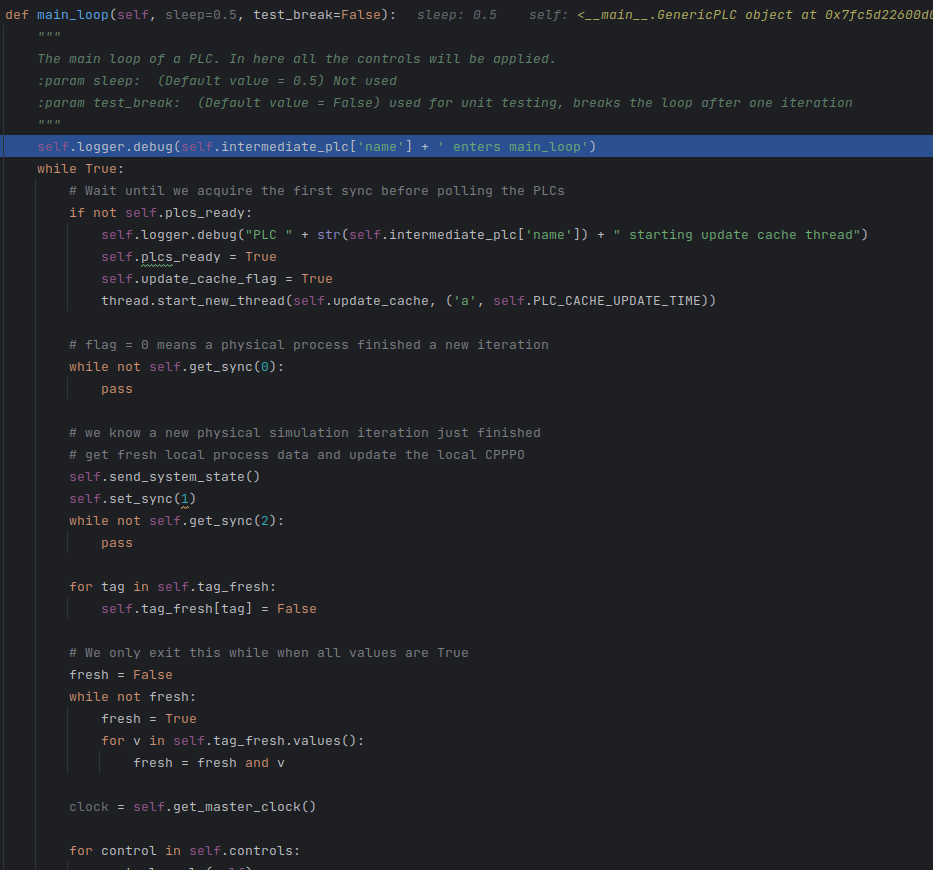 def main_loop(self, sleep=0.5, test_break=False):   sleep: 0.5    self: <__main__.GenericPLC object at 0x7fc5d22600d
    """
    The main loop of a PLC. In here all the controls will be applied.
    :param sleep:  (Default value = 0.5) Not used
    :param test_break:  (Default value = False) used for unit testing, breaks the loop after one iteration
    """
    self.logger.debug(self.intermediate_plc['name'] + ' enters main_loop')
    while True:
        # Wait until we acquire the first sync before polling the PLCs
        if not self.plcs_ready:
            self.logger.debug("PLC " + str(self.intermediate_plc['name']) + " starting update cache thread")
            self.plcs_ready = True
            self.update_cache_flag = True
            thread.start_new_thread(self.update_cache, ('a', self.PLC_CACHE_UPDATE_TIME))
        # flag = 0 means a physical process finished a new iteration
        while not self.get_sync(0):
            pass
        # we know a new physical simulation iteration just finished
        # get fresh local process data and update the local CPPPO
        self.send_system_state()
        self.set_sync(1)
        while not self.get_sync(2):
            pass
        for tag in self.tag_fresh:
            self.tag_fresh[tag] = False
        # We only exit this while when all values are True
        fresh = False
        while not fresh:
            fresh = True
            for v in self.tag_fresh.values():
                fresh = fresh and v
        clock = self.get_master_clock()
        for control in self.controls: